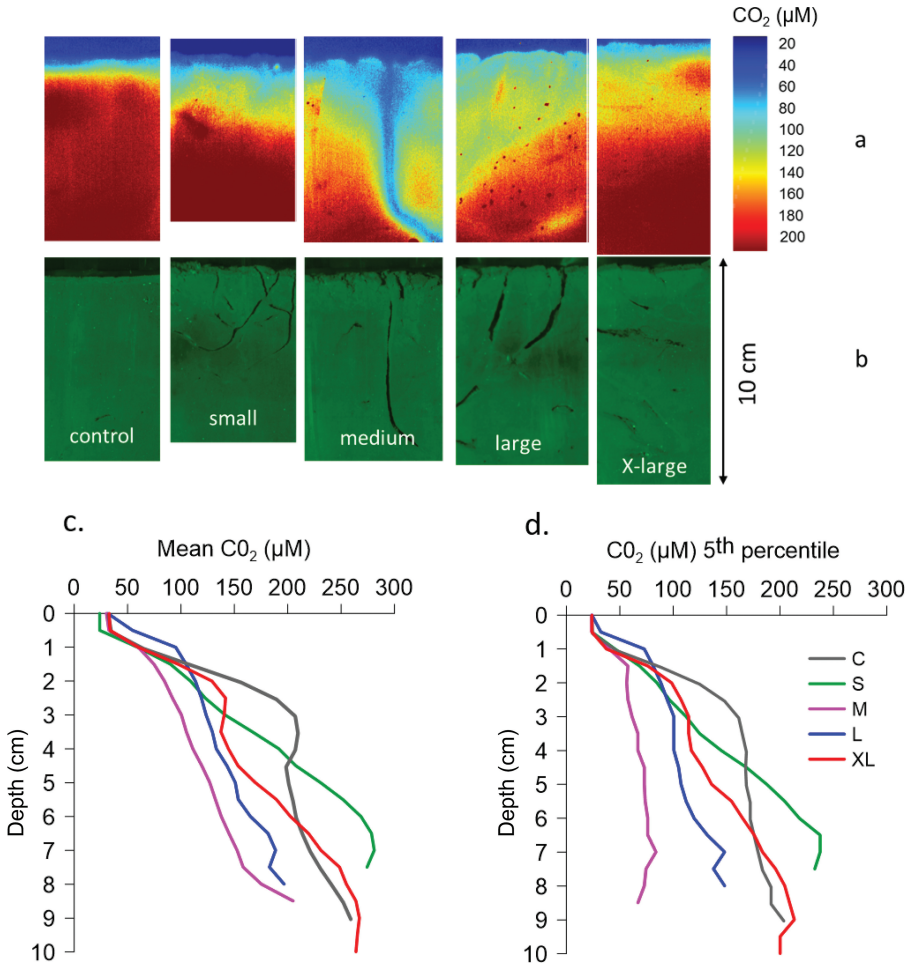 CO₂ (µM)
20
40
60
80
100
120
140
160
180
200
a
control
small
medium
large
X-large
10 cm
b
c.
Mean C0₂ (µM)
0 50 100 150 200 250 300
0
1
2
3
4
5
6
7
8
9
10
Depth (cm)
d.
C0₂ (µM) 5th percentile
0 50 100 150 200 250 300
0
1
2
3
4
5
6
7
8
9
10
Depth (cm)
C
S
M
L
XL